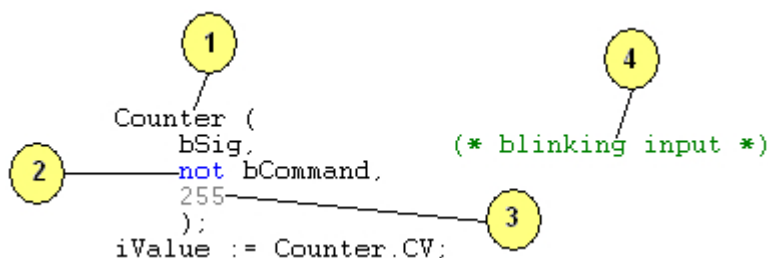 1
4
Counter (
bSig,
(* blinking input *)
2
not bCommand,
255
3
);
iValue := Counter.CV;